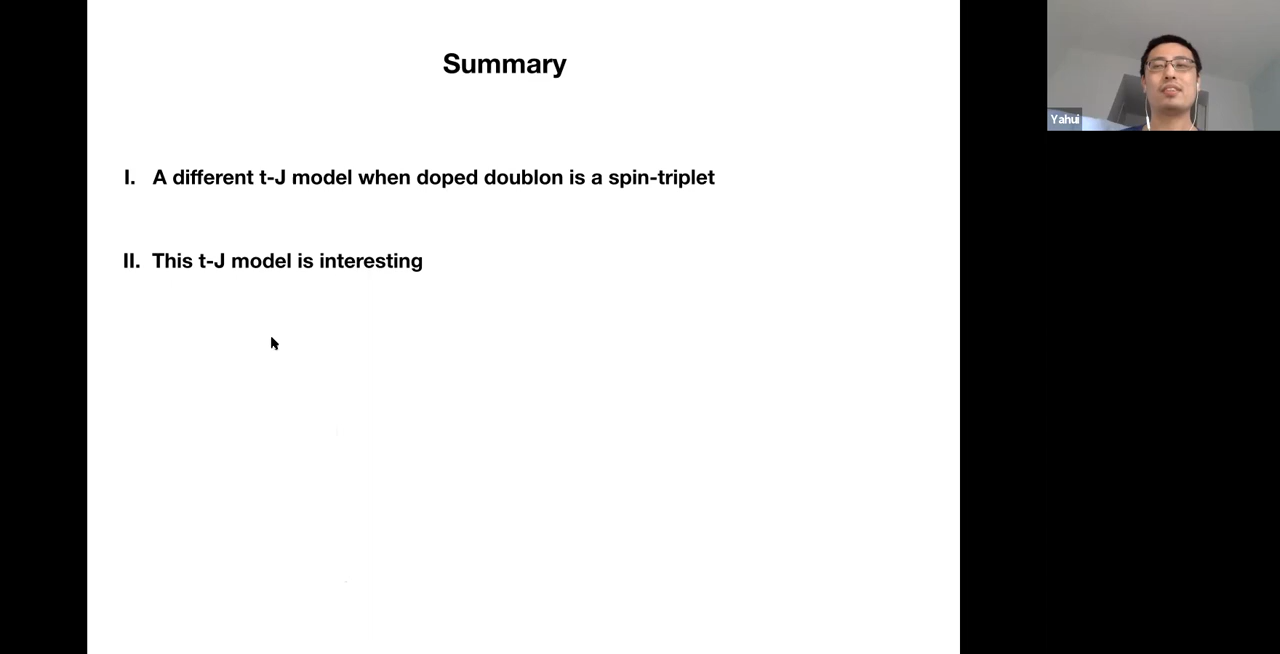 Summary
Yahui
I. A different t-J model when doped doublon is a spin-triplet
II. This t-J model is interesting